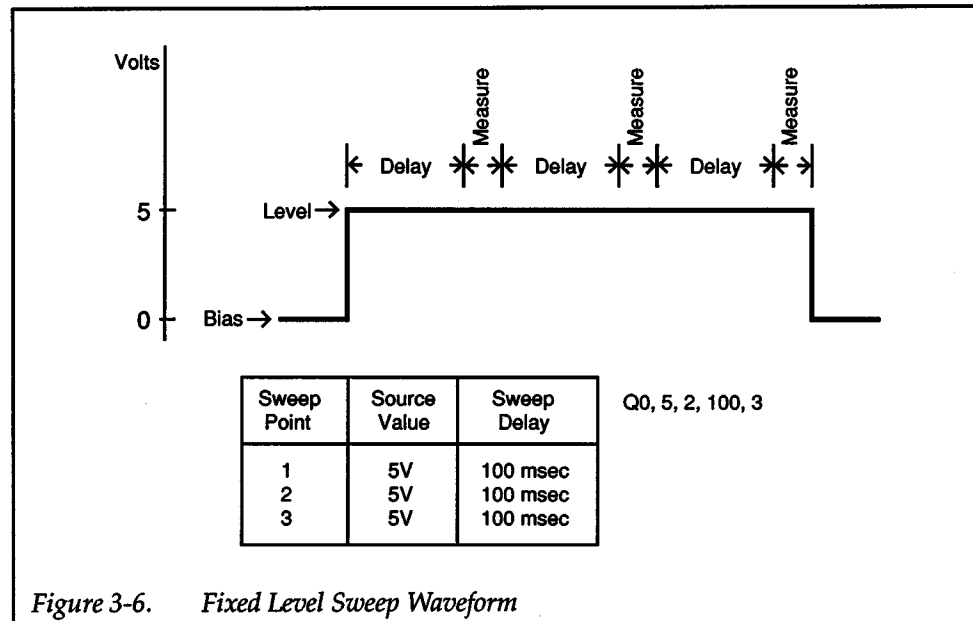 Volts
Measure
Measure
Measure
Delay
Delay
Delay
5
Level
0
Bias
Sweep Point
Source Value
Sweep Delay
Q0, 5, 2, 100, 3
1 5V 100 msec
2 5V 100 msec
3 5V 100 msec
Figure 3-6. Fixed Level Sweep Waveform